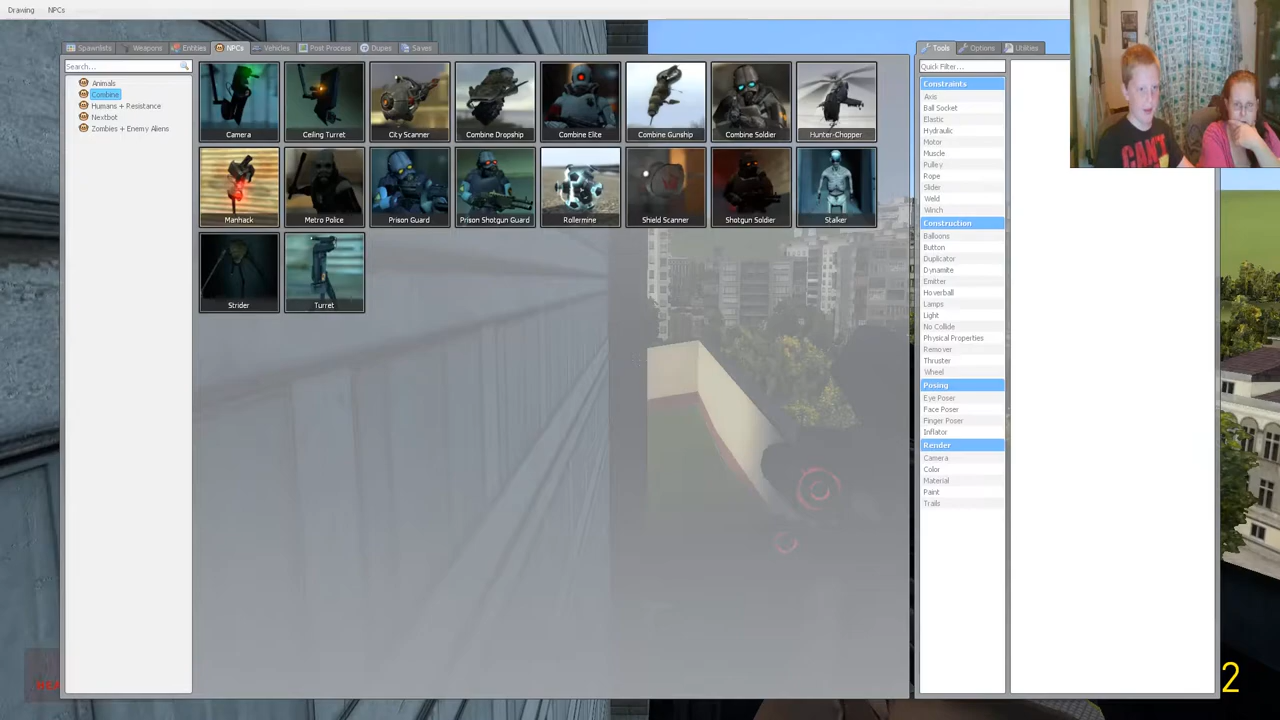 Drawing NPCs
Spawnlists Weapons Entities NPCs Vehicles Post Process Dupes Saves
Tools Options Utilities
Search...
Quick Filter...
Animals
Combine
Humans + Resistance
Nextbot
Zombies + Enemy Aliens
Camera Ceiling Turret City Scanner Combine Dropship Combine Elite Combine Gunship Combine Soldier Hunter-Chopper
Manhack Metro Police Prison Guard Prison Shotgun Guard Rollermine Shield Scanner Shotgun Soldier Stalker
Strider Turret
Constraints
Axis
Ball Socket
Elastic
Hydraulic
Motor
Muscle
Pulley
Rope
Slider
Weld
Winch
Construction
Balloons
Button
Duplicator
Dynamite
Emitter
Hoverball
Lamps
Light
No Collide
Physical Properties
Remover
Thruster
Wheel
Posing
Eye Poser
Face Poser
Finger Poser
Inflator
Render
Camera
Color
Material
Paint
Trails
CAN'T
2